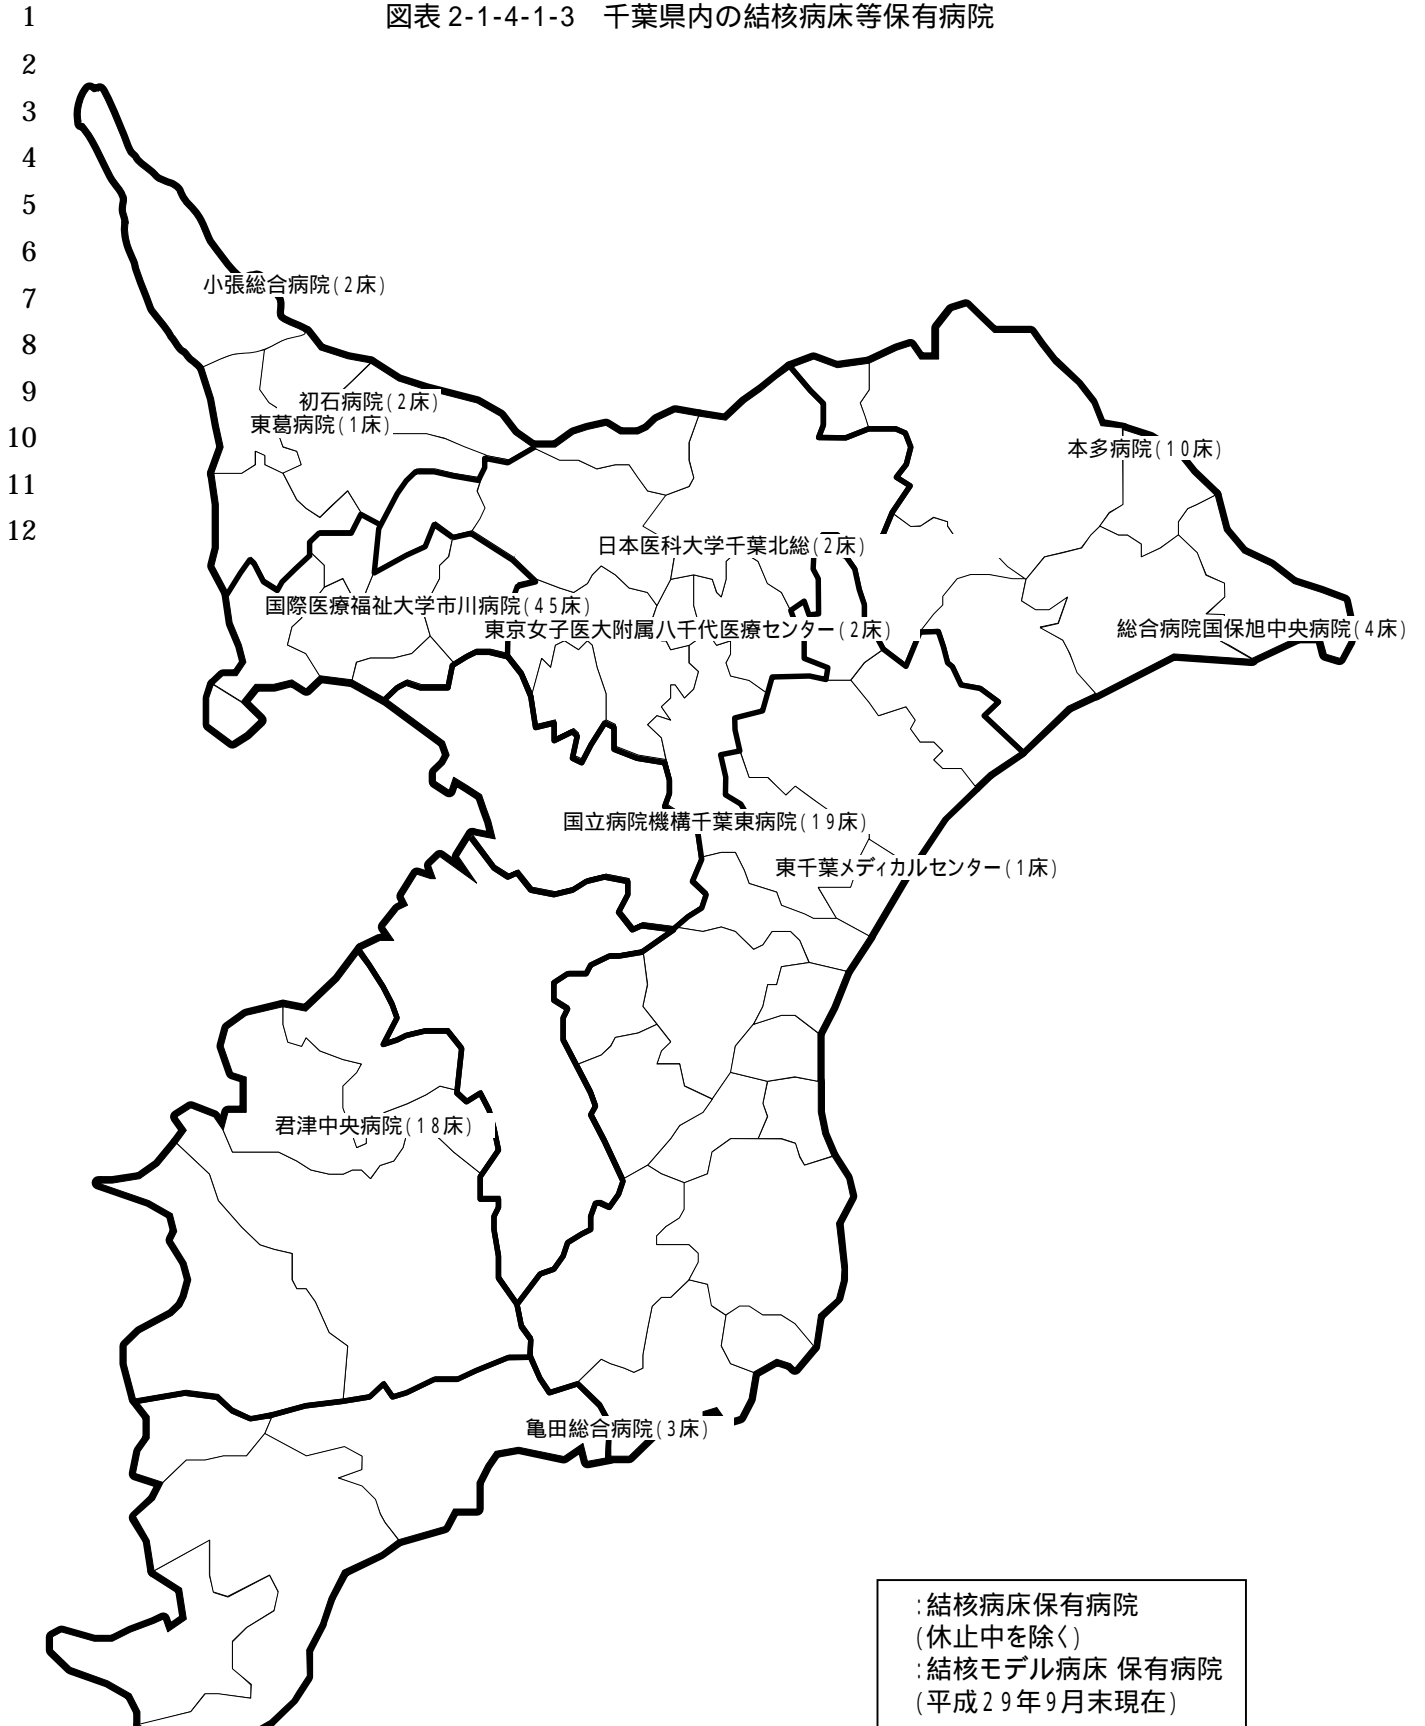 図表 2-1-4-1-3　千葉県内の結核病床等保有病院
1
2
3
4
5
6
7
8
9
10
11
12
小張総合病院(2床)
初石病院(2床)
東葛病院(1床)
本多病院(10床)
日本医科大学千葉北総(2床)
国際医療福祉大学市川病院(45床)
東京女子医大附属八千代医療センター(2床)
総合病院国保旭中央病院(4床)
国立病院機構千葉東病院(19床)
東千葉メディカルセンター(1床)
君津中央病院(18床)
亀田総合病院(3床)
:結核病床保有病院
(休止中を除く)
:結核モデル病床 保有病院
(平成29年9月末現在)